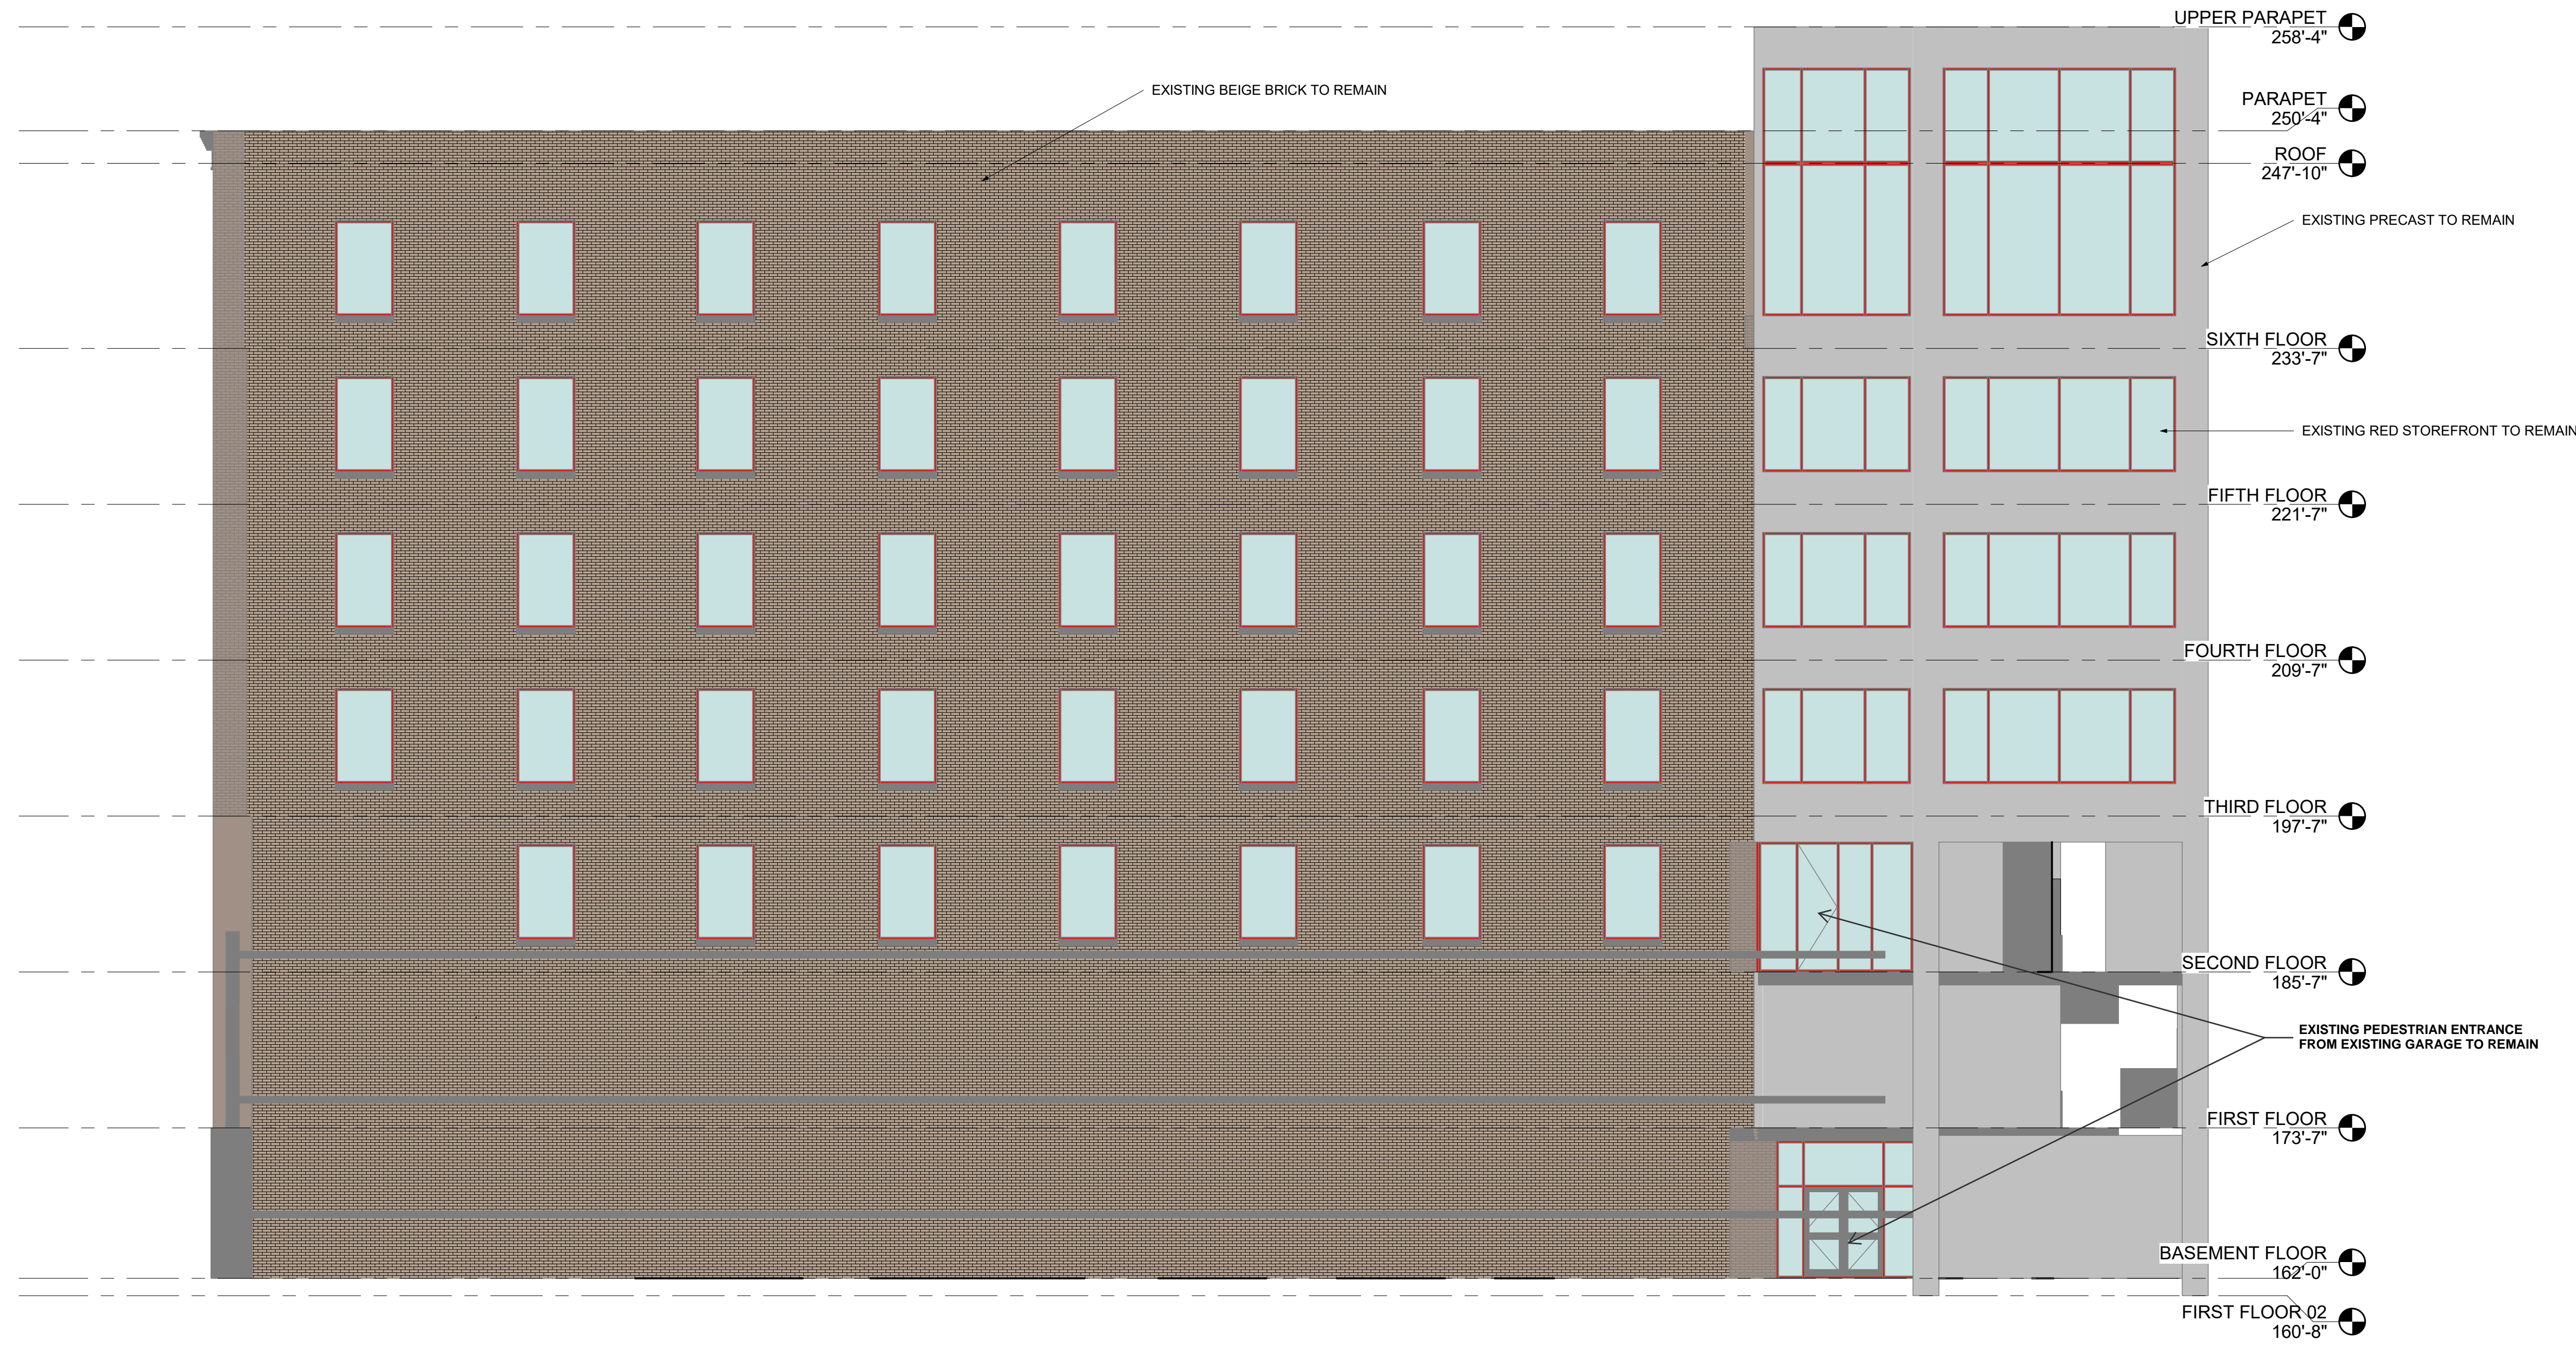 UPPER PARAPET
258'-4"
EXISTING BEIGE BRICK TO REMAIN
PARAPET
250'-4"
ROOF
247'-10"
EXISTING PRECAST TO REMAIN
SIXTH FLOOR
233'-7"
EXISTING RED STOREFRONT TO REMAIN
FIFTH FLOOR
221'-7"
FOURTH FLOOR
209'-7"
THIRD FLOOR
197'-7"
SECOND FLOOR
185'-7"
EXISTING PEDESTRIAN ENTRANCE
FROM EXISTING GARAGE TO REMAIN
FIRST FLOOR
173'-7"
BASEMENT FLOOR
162'-0"
FIRST FLOOR 02
160'-8"